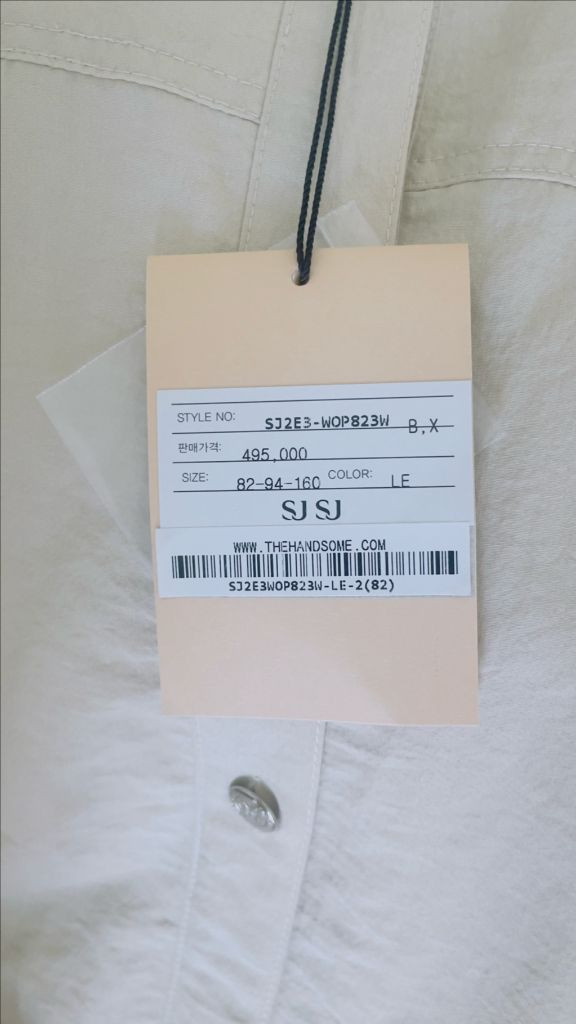 STYLE NO: SJ2E3-WOP823W B,X
판매가격: 495,000
SIZE: 82-94-160 COLOR: LE
SJ SJ
WWW.THEHANDSOME.COM
SJ2E3WOP823W-LE-2(82)